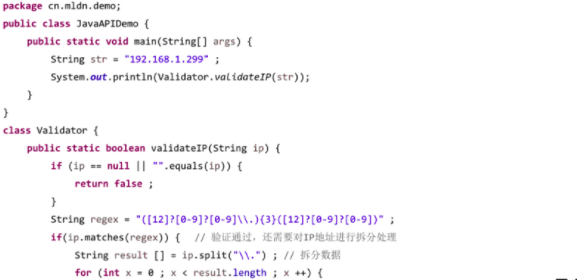 package cn.mldn.demo;
public class JavaAPIDemo {
    public static void main(String[] args) {
        String str = "192.168.1.299" ;
        System.out.println(Validator.validateIP(str));
    }
}
class Validator {
    public static boolean validateIP(String ip) {
        if (ip == null || "".equals(ip)) {
            return false ;
        }
        String regex = "([12]?[0-9]?[0-9]\\.){3}([12]?[0-9]?[0-9])" ;
        if(ip.matches(regex)) {  // 验证通过，还需要对IP地址进行拆分处理
            String result [] = ip.split("\\.") ; // 拆分数据
            for (int x = 0 ; x < result.length ; x ++) {